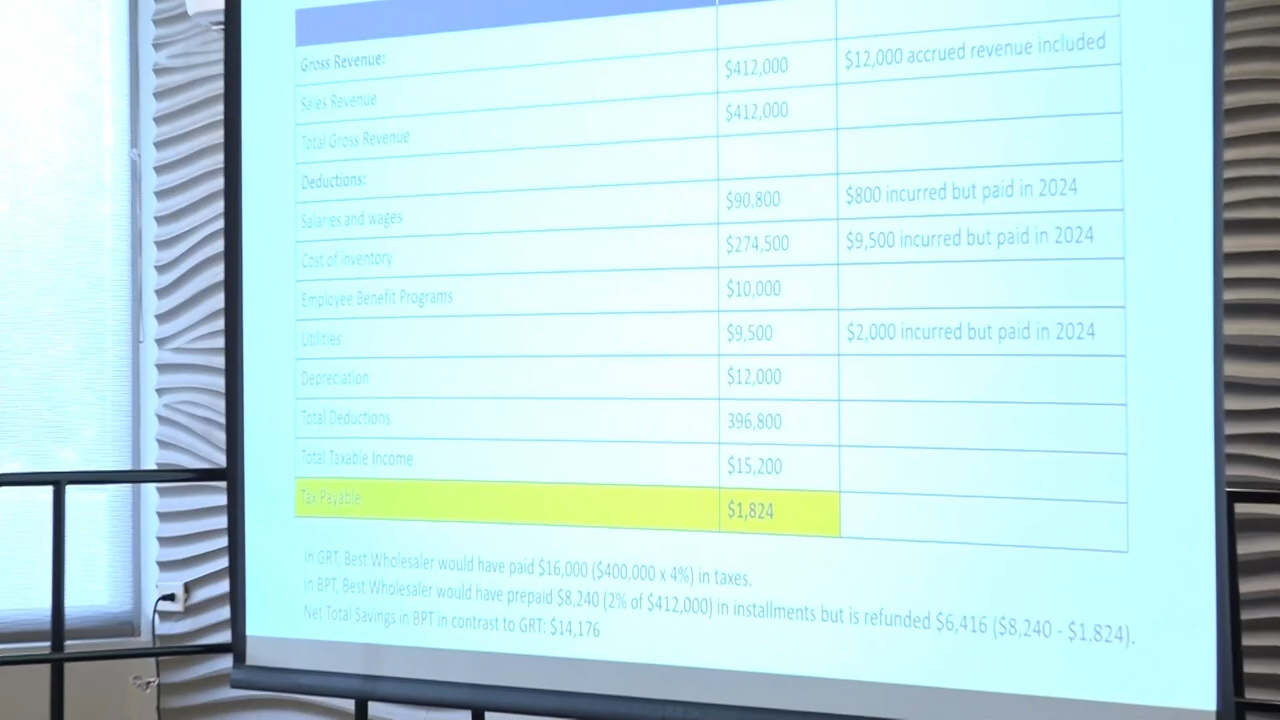 Gross Revenue:
Sales Revenue $412,000 $12,000 accrued revenue included
Total Gross Revenue $412,000
Deductions:
Salaries and wages $90,800 $800 incurred but paid in 2024
Cost of inventory $274,500 $9,500 incurred but paid in 2024
Employee Benefit Programs $10,000
Utilities $9,500 $2,000 incurred but paid in 2024
Depreciation $12,000
Total Deductions 396,800
Total Taxable Income $15,200
Tax Payable $1,824
In GRT, Best Wholesaler would have paid $16,000 ($400,000 x 4%) in taxes.
In BPT, Best Wholesaler would have prepaid $8,240 (2% of $412,000) in installments but is refunded $6,416 ($8,240 - $1,824).
Net Total Savings in BPT in contrast to GRT: $14,176